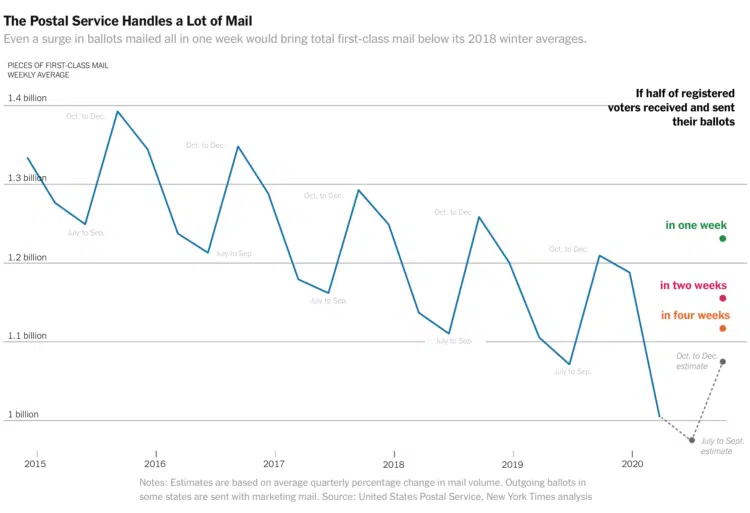 The Postal Service Handles a Lot of Mail
Even a surge in ballots mailed all in one week would bring total first-class mail below its 2018 winter averages.
PIECES OF FIRST-CLASS MAIL
WEEKLY AVERAGE
If half of registered
voters received and sent
their ballots
1.4 billion
Oct. to Dec.
Oct. to Dec.
1.3 billion
Oct. to Dec.
Oct. to Dec.
in one week
July to Sep.
Oct. to Dec.
July to Sep.
1.2 billion
in two weeks
July to Sep.
in four weeks
July to Sep.
1.1 billion
Oct. to Dec.
estimate
July to Sep.
1 billion
July to Sept.
estimate
2015
2016
2017
2018
2019
2020
Notes: Estimates are based on average quarterly percentage change in mail volume. Outgoing ballots in
some states are sent with marketing mail. Source: United States Postal Service, New York Times analysis